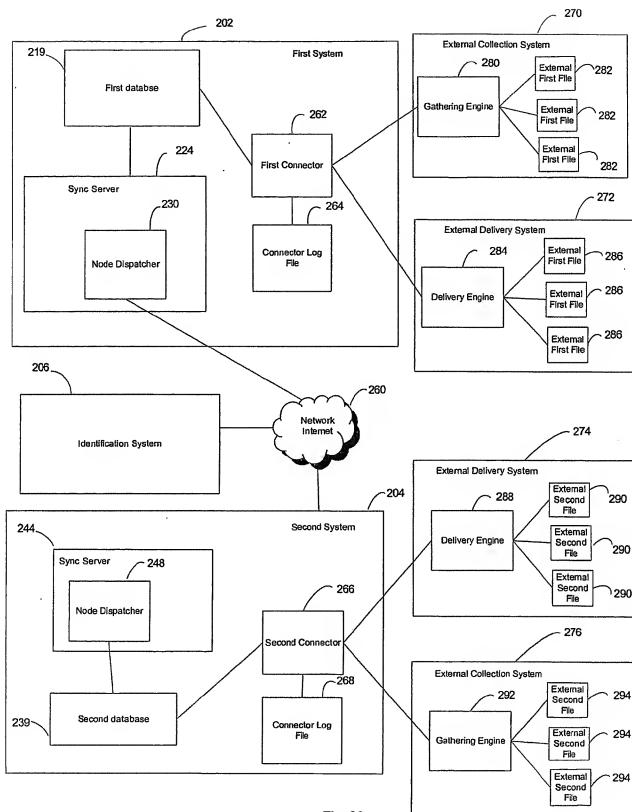 202
270
219
First System
First databse
External Collection System
280
Gathering Engine
External First File
282
External First File
282
External First File
282
262
First Connector
224
Sync Server
230
Node Dispatcher
264
Connector Log File
272
External Delivery System
284
Delivery Engine
External First File
286
External First File
286
External First File
286
206
Identification System
260
Network Internet
204
Second System
274
External Delivery System
288
Delivery Engine
External Second File
290
External Second File
290
External Second File
290
244
Sync Server
248
Node Dispatcher
266
Second Connector
268
Connector Log File
239
Second database
276
External Collection System
292
Gathering Engine
External Second File
294
External Second File
294
External Second File
294